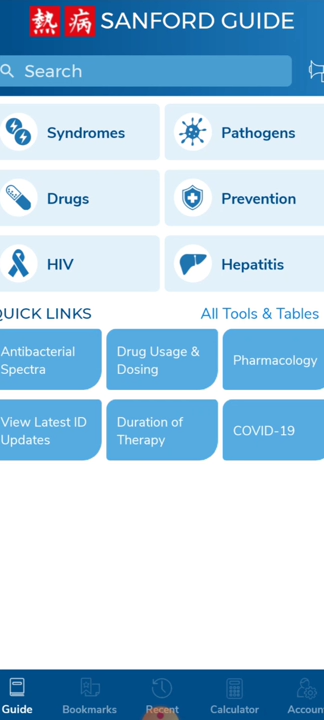 熱病 SANFORD GUIDE
Search
Syndromes
Pathogens
Drugs
Prevention
HIV
Hepatitis
QUICK LINKS
All Tools & Tables
Antibacterial
Spectra
Drug Usage &
Dosing
Pharmacology
View Latest ID
Updates
Duration of
Therapy
COVID-19
Guide
Bookmarks
Recent
Calculator
Accoun